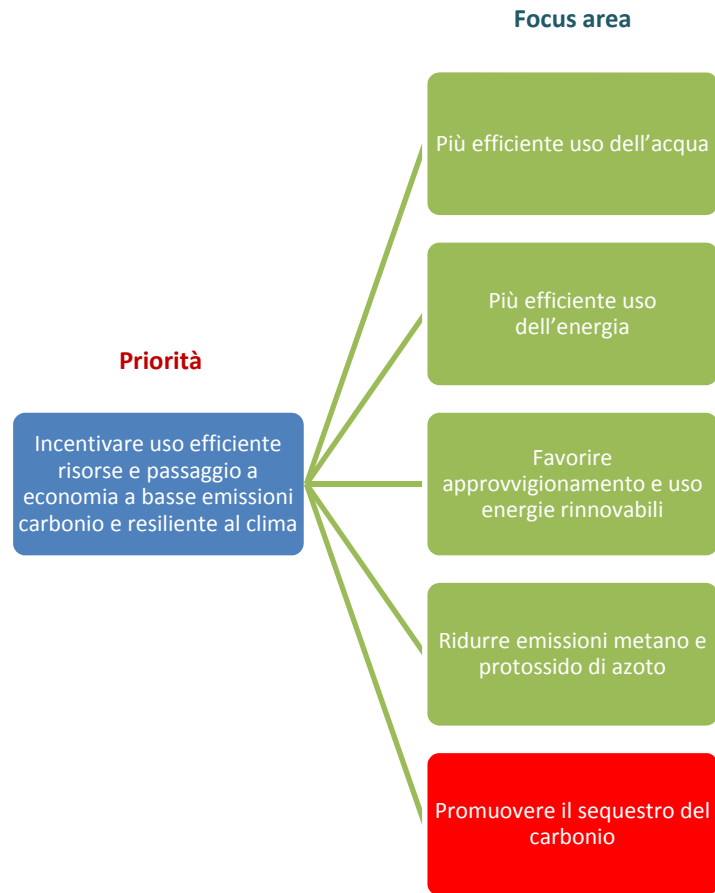 Focus area
Più efficiente uso dell’acqua
Più efficiente uso
dell’energia
Priorità
Incentivare uso efficiente
risorse e passaggio a
economia a basse emissioni
carbonio e resiliente al clima
Favorire
approvvigionamento e uso
energie rinnovabili
Ridurre emissioni metano e
protossido di azoto
Promuovere il sequestro del
carbonio